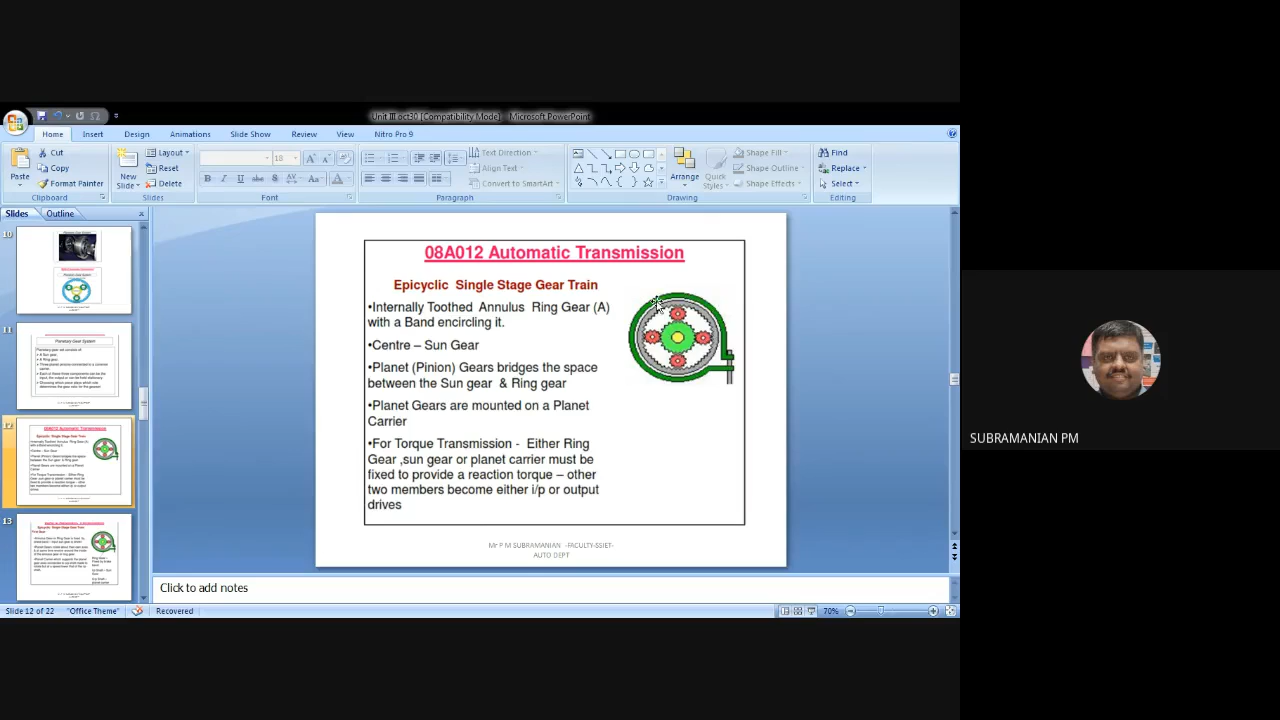 Unit III oct30 [Compatibility Mode] - Microsoft PowerPoint
Home Insert Design Animations Slide Show Review View Nitro Pro 9
Paste
Cut
Copy
Format Painter
Clipboard
New Slide
Layout
Reset
Delete
Slides
18
Font
Text Direction
Align Text
Convert to SmartArt
Paragraph
Arrange
Quick Styles
Shape Fill
Shape Outline
Shape Effects
Drawing
Find
Replace
Select
Editing
Slides Outline
10
11
Planetary Gear System
12
13
08A012 Automatic Transmission
Epicyclic Single Stage Gear Train
•Internally Toothed Annulus Ring Gear (A)
with a Band encircling it.
•Centre – Sun Gear
•Planet (Pinion) Gears bridges the space
between the Sun gear & Ring gear
•Planet Gears are mounted on a Planet
Carrier
•For Torque Transmission - Either Ring
Gear ,sun gear or planet carrier must be
fixed to provide a reaction torque – other
two members become either i/p or output
drives
Mr P M SUBRAMANIAN -FACULTY-SSIET-
AUTO DEPT
Click to add notes
Slide 12 of 22 "Office Theme" Recovered 70%
SUBRAMANIAN PM